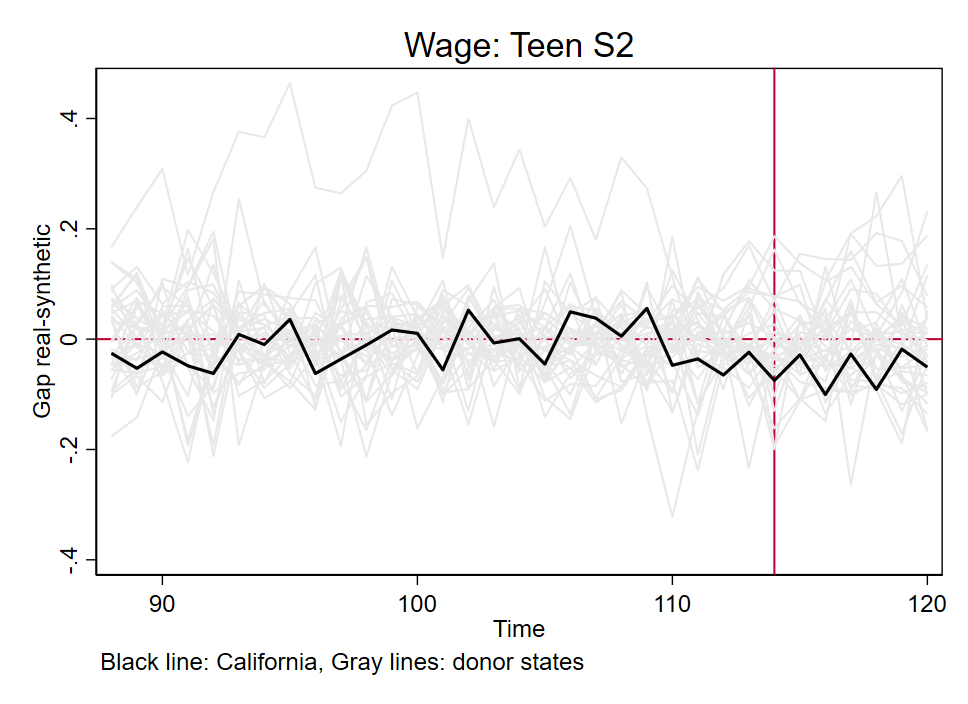 Wage: Teen S2
Gap real-synthetic
.4
.2
0
-.2
-.4
90 100 110 120
Time
Black line: California, Gray lines: donor states